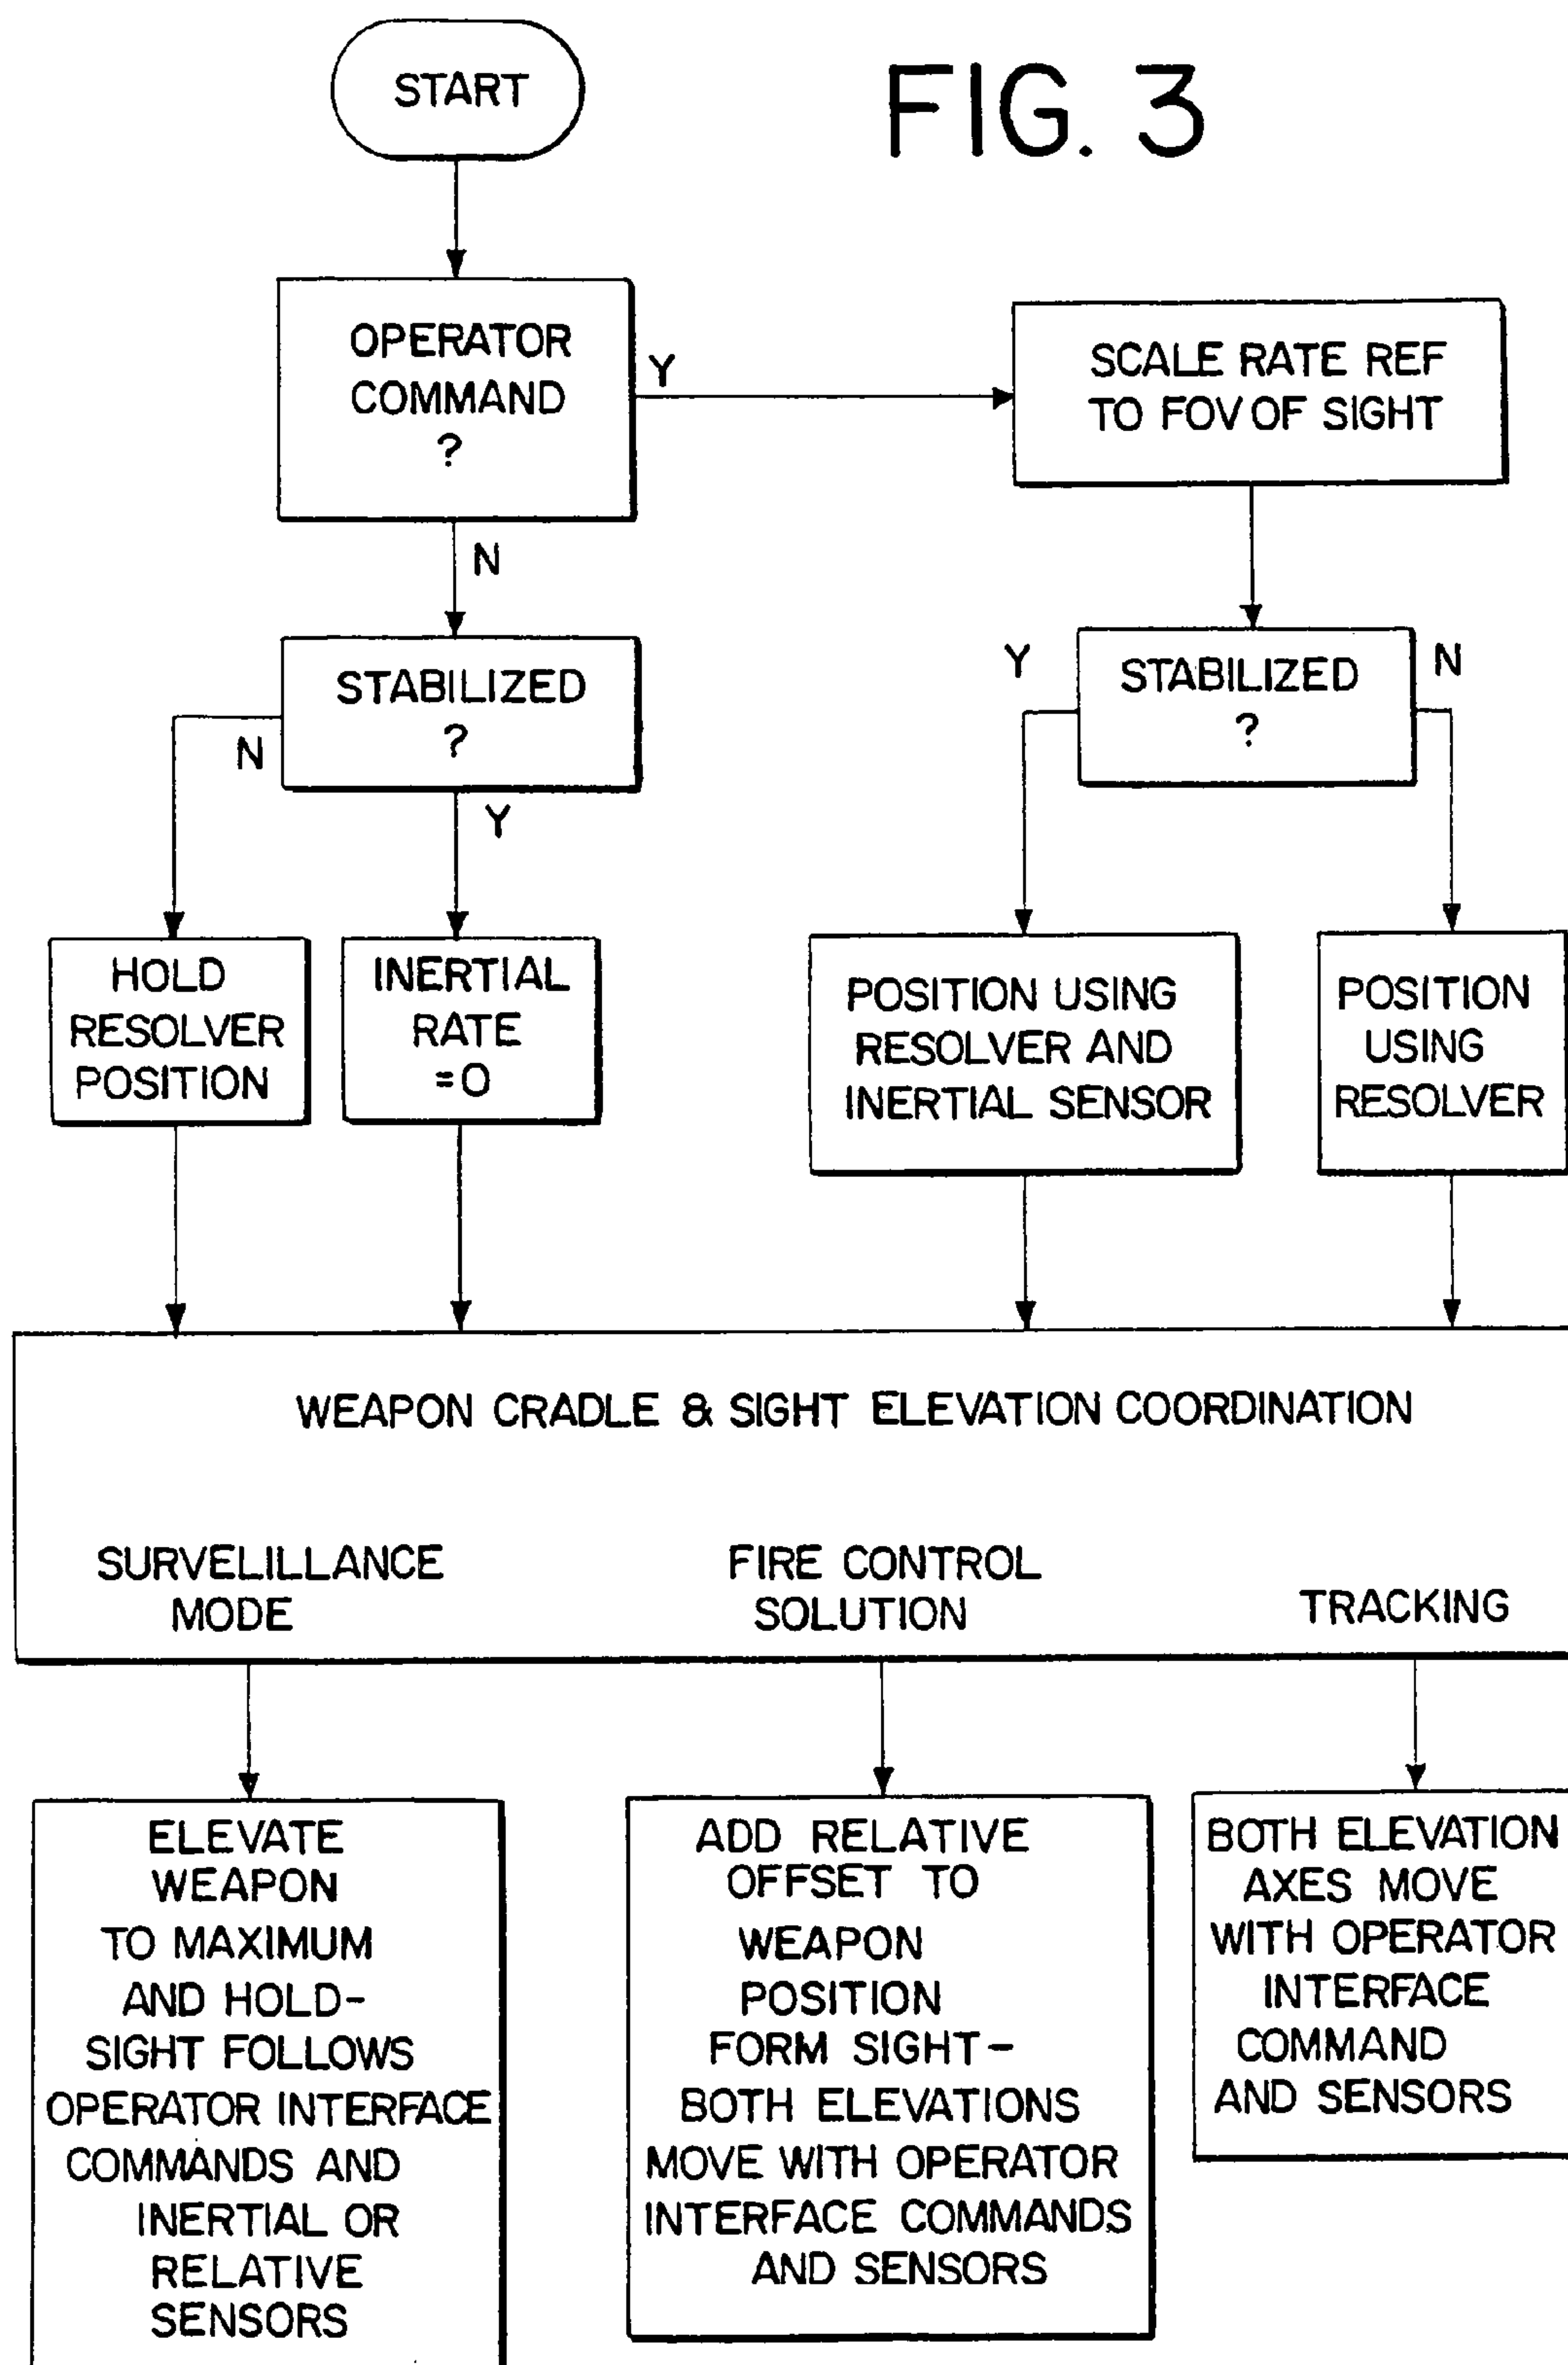 START
FIG. 3
OPERATOR
COMMAND
?
Y
SCALE RATE REF
TO FOV OF SIGHT
N
STABILIZED
?
N
Y
Y
STABILIZED
?
N
HOLD
RESOLVER
POSITION
INERTIAL
RATE
=0
POSITION USING
RESOLVER AND
INERTIAL SENSOR
POSITION
USING
RESOLVER
WEAPON CRADLE & SIGHT ELEVATION COORDINATION
SURVELILLANCE
MODE
FIRE CONTROL
SOLUTION
TRACKING
ELEVATE
WEAPON
TO MAXIMUM
AND HOLD-
SIGHT FOLLOWS
OPERATOR INTERFACE
COMMANDS AND
INERTIAL OR
RELATIVE
SENSORS
ADD RELATIVE
OFFSET TO
WEAPON
POSITION
FORM SIGHT-
BOTH ELEVATIONS
MOVE WITH OPERATOR
INTERFACE COMMANDS
AND SENSORS
BOTH ELEVATION
AXES MOVE
WITH OPERATOR
INTERFACE
COMMAND
AND SENSORS